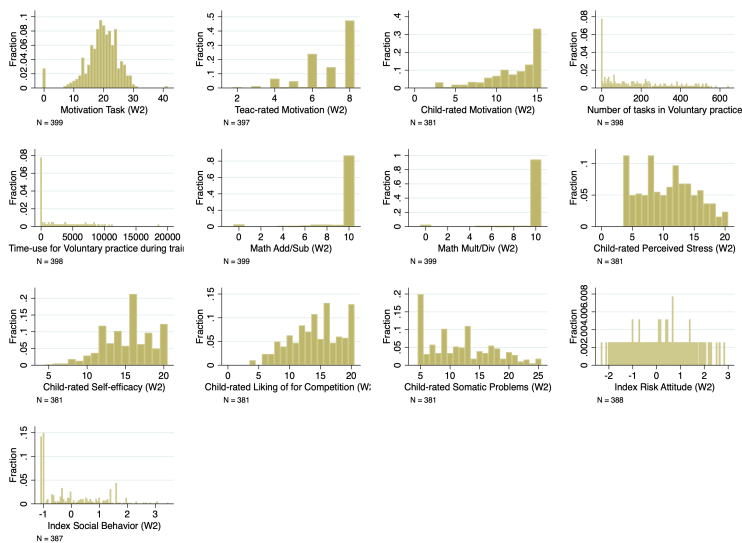 Fraction
0 .02 .04 .06 .08 .1
0 10 20 30 40
Motivation Task (W2)
N = 399
Fraction
0 .1 .2 .3 .4 .5
2 4 6 8
Teac-rated Motivation (W2)
N = 397
Fraction
0 .1 .2 .3 .4
0 5 10 15
Child-rated Motivation (W2)
N = 381
Fraction
0 .02 .04 .06 .08
0 200 400 600
Number of tasks in Voluntary practice
N = 398
Fraction
0 .02 .04 .06 .08
0 5000 10000 15000 20000
Time-use for Voluntary practice during trai
N = 398
Fraction
0 .2 .4 .6 .8
0 2 4 6 8 10
Math Add/Sub (W2)
N = 399
Fraction
0 .2 .4 .6 .8 1
0 2 4 6 8 10
Math Mult/Div (W2)
N = 399
Fraction
0 .05 .1
0 5 10 15 20
Child-rated Perceived Stress (W2)
N = 381
Fraction
0 .05 .1 .15 .2
5 10 15 20
Child-rated Self-efficacy (W2)
N = 381
Fraction
0 .05 .1 .15
0 5 10 15 20
Child-rated Liking of for Competition (W2
N = 381
Fraction
0 .05 .1 .15 .2
5 10 15 20 25
Child-rated Somatic Problems (W2)
N = 381
Fraction
0 .002.004.006.008
-2 -1 0 1 2 3
Index Risk Attitude (W2)
N = 388
Fraction
0 .05 .1 .15
-1 0 1 2 3
Index Social Behavior (W2)
N = 387